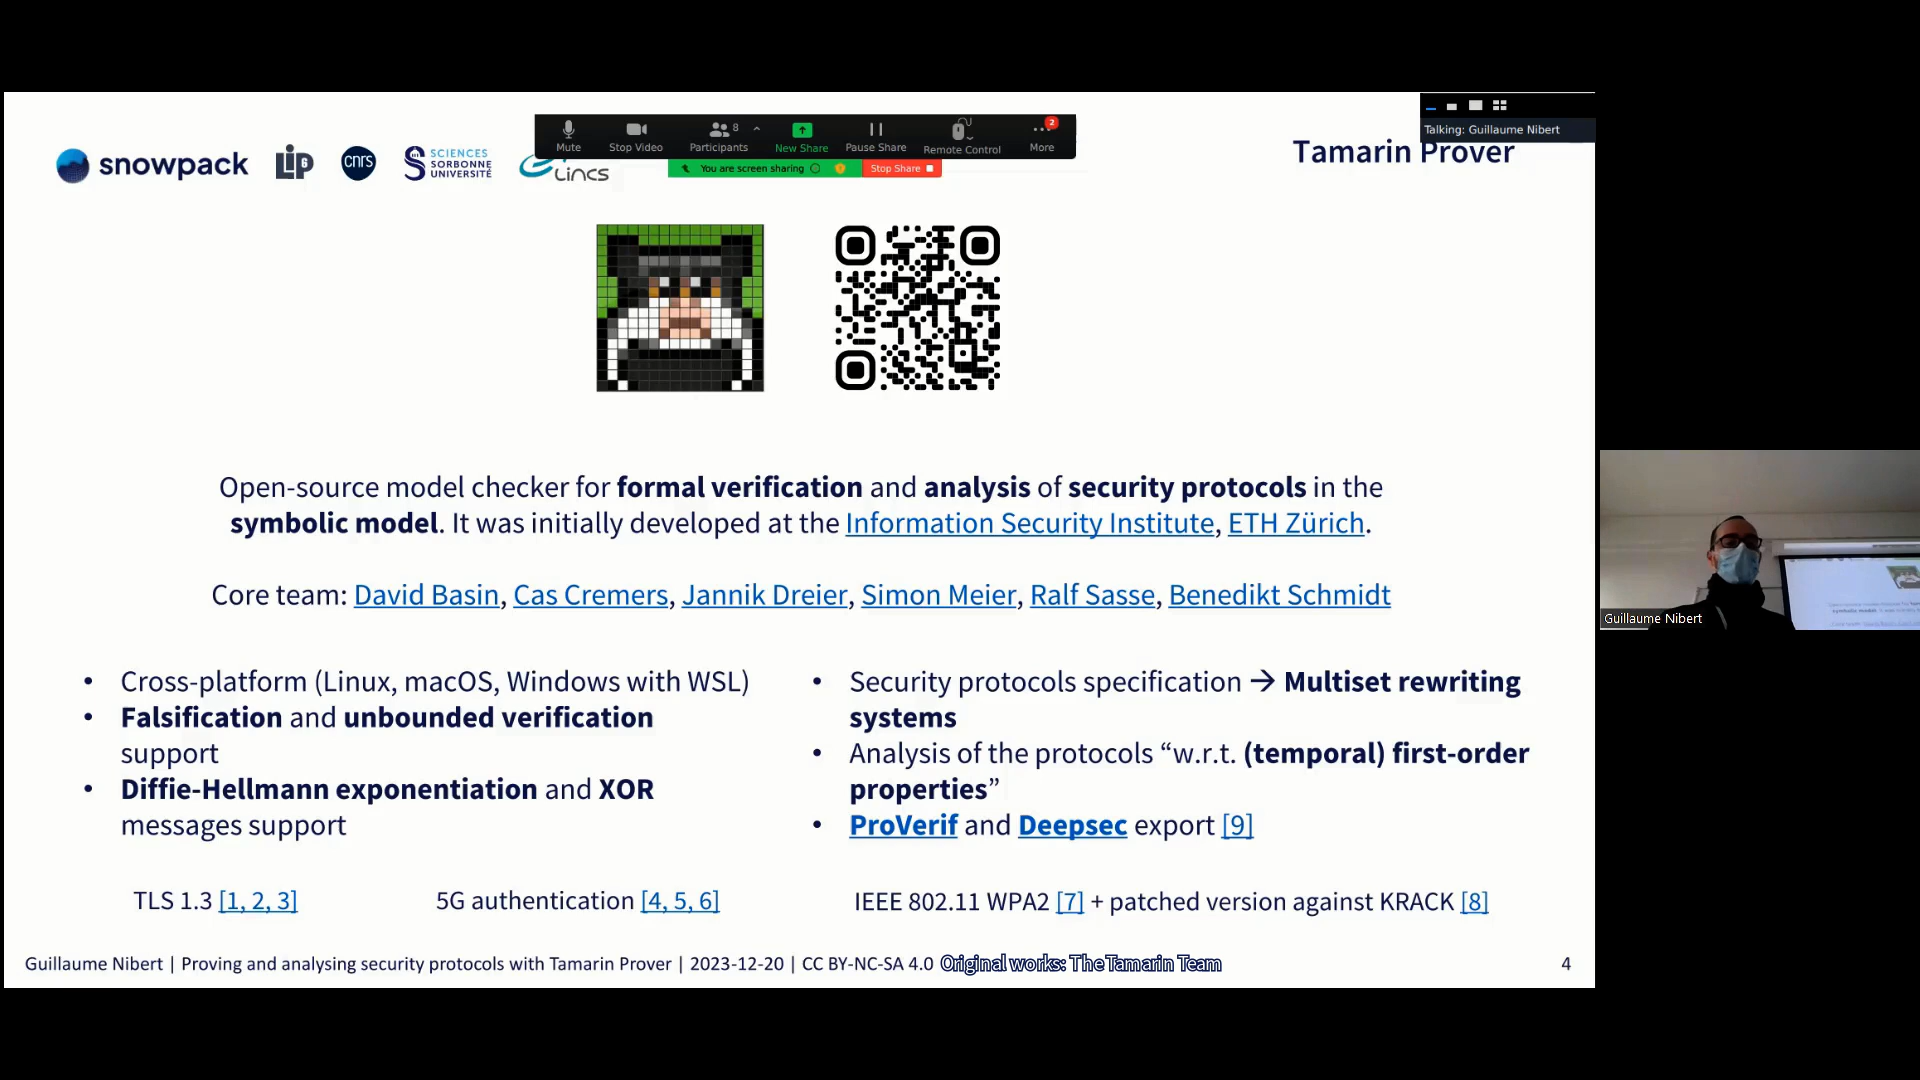 Mute
Stop Video
Participants
8
New Share
Pause Share
Remote Control
More
2
You are screen sharing
Stop Share
Talking: Guillaume Nibert
snowpack
LIP6
cnrs
SCIENCES
SORBONNE
UNIVERSITÉ
Lincs
Tamarin Prover
Open-source model checker for formal verification and analysis of security protocols in the
symbolic model. It was initially developed at the Information Security Institute, ETH Zürich.
Core team: David Basin, Cas Cremers, Jannik Dreier, Simon Meier, Ralf Sasse, Benedikt Schmidt
• Cross-platform (Linux, macOS, Windows with WSL)
• Falsification and unbounded verification
support
• Diffie-Hellmann exponentiation and XOR
messages support
• Security protocols specification → Multiset rewriting
systems
• Analysis of the protocols “w.r.t. (temporal) first-order
properties”
• ProVerif and Deepsec export [9]
TLS 1.3 [1, 2, 3]
5G authentication [4, 5, 6]
IEEE 802.11 WPA2 [7] + patched version against KRACK [8]
Guillaume Nibert | Proving and analysing security protocols with Tamarin Prover | 2023-12-20 | CC BY-NC-SA 4.0 Original works: The Tamarin Team
4
Guillaume Nibert